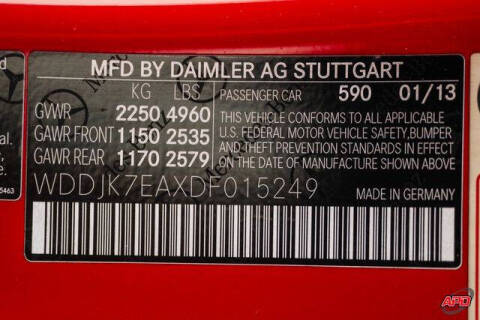 MFD BY DAIMLER AG STUTTGART
KG LBS PASSENGER CAR 590 01/13
GVWR 2250 4960 THIS VEHICLE CONFORMS TO ALL APPLICABLE
GAWR FRONT 1150 2535 U.S. FEDERAL MOTOR VEHICLE SAFETY, BUMPER
GAWR REAR 1170 2579 AND THEFT PREVENTION STANDARDS IN EFFECT
ON THE DATE OF MANUFACTURE SHOWN ABOVE.
WDDJK7EAXDF015249 MADE IN GERMANY
5463
APD